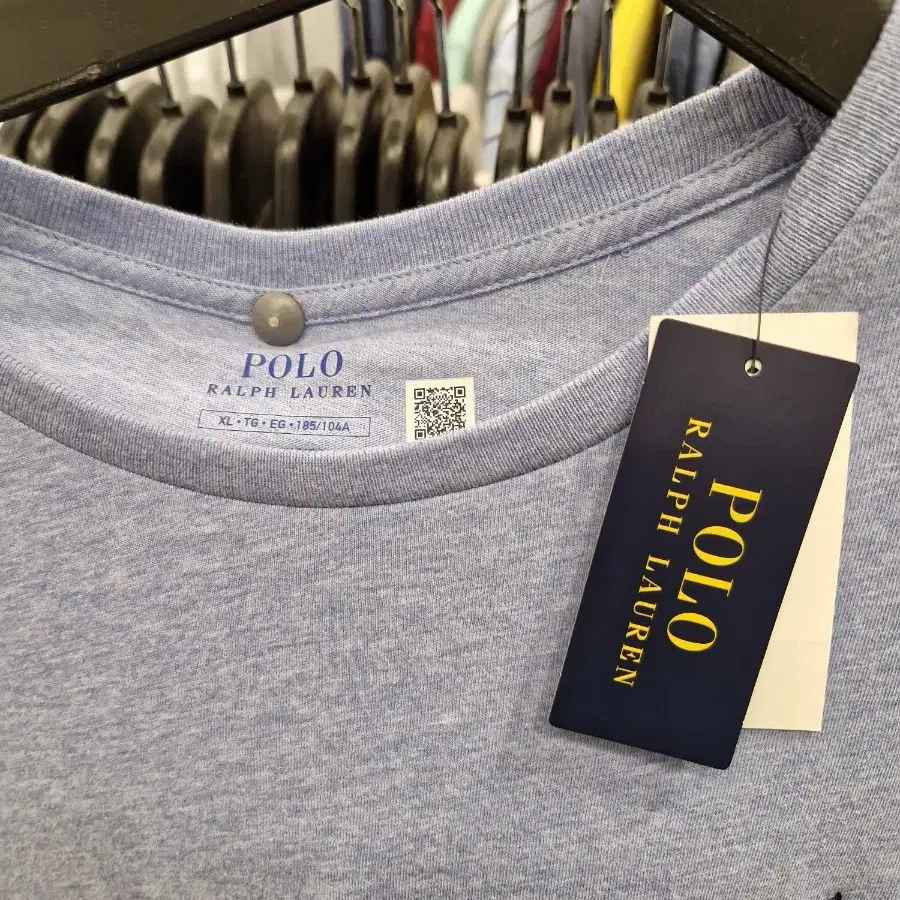 POLO
RALPH LAUREN
XL • TG • EG • 185/104A
POLO
RALPH LAUREN